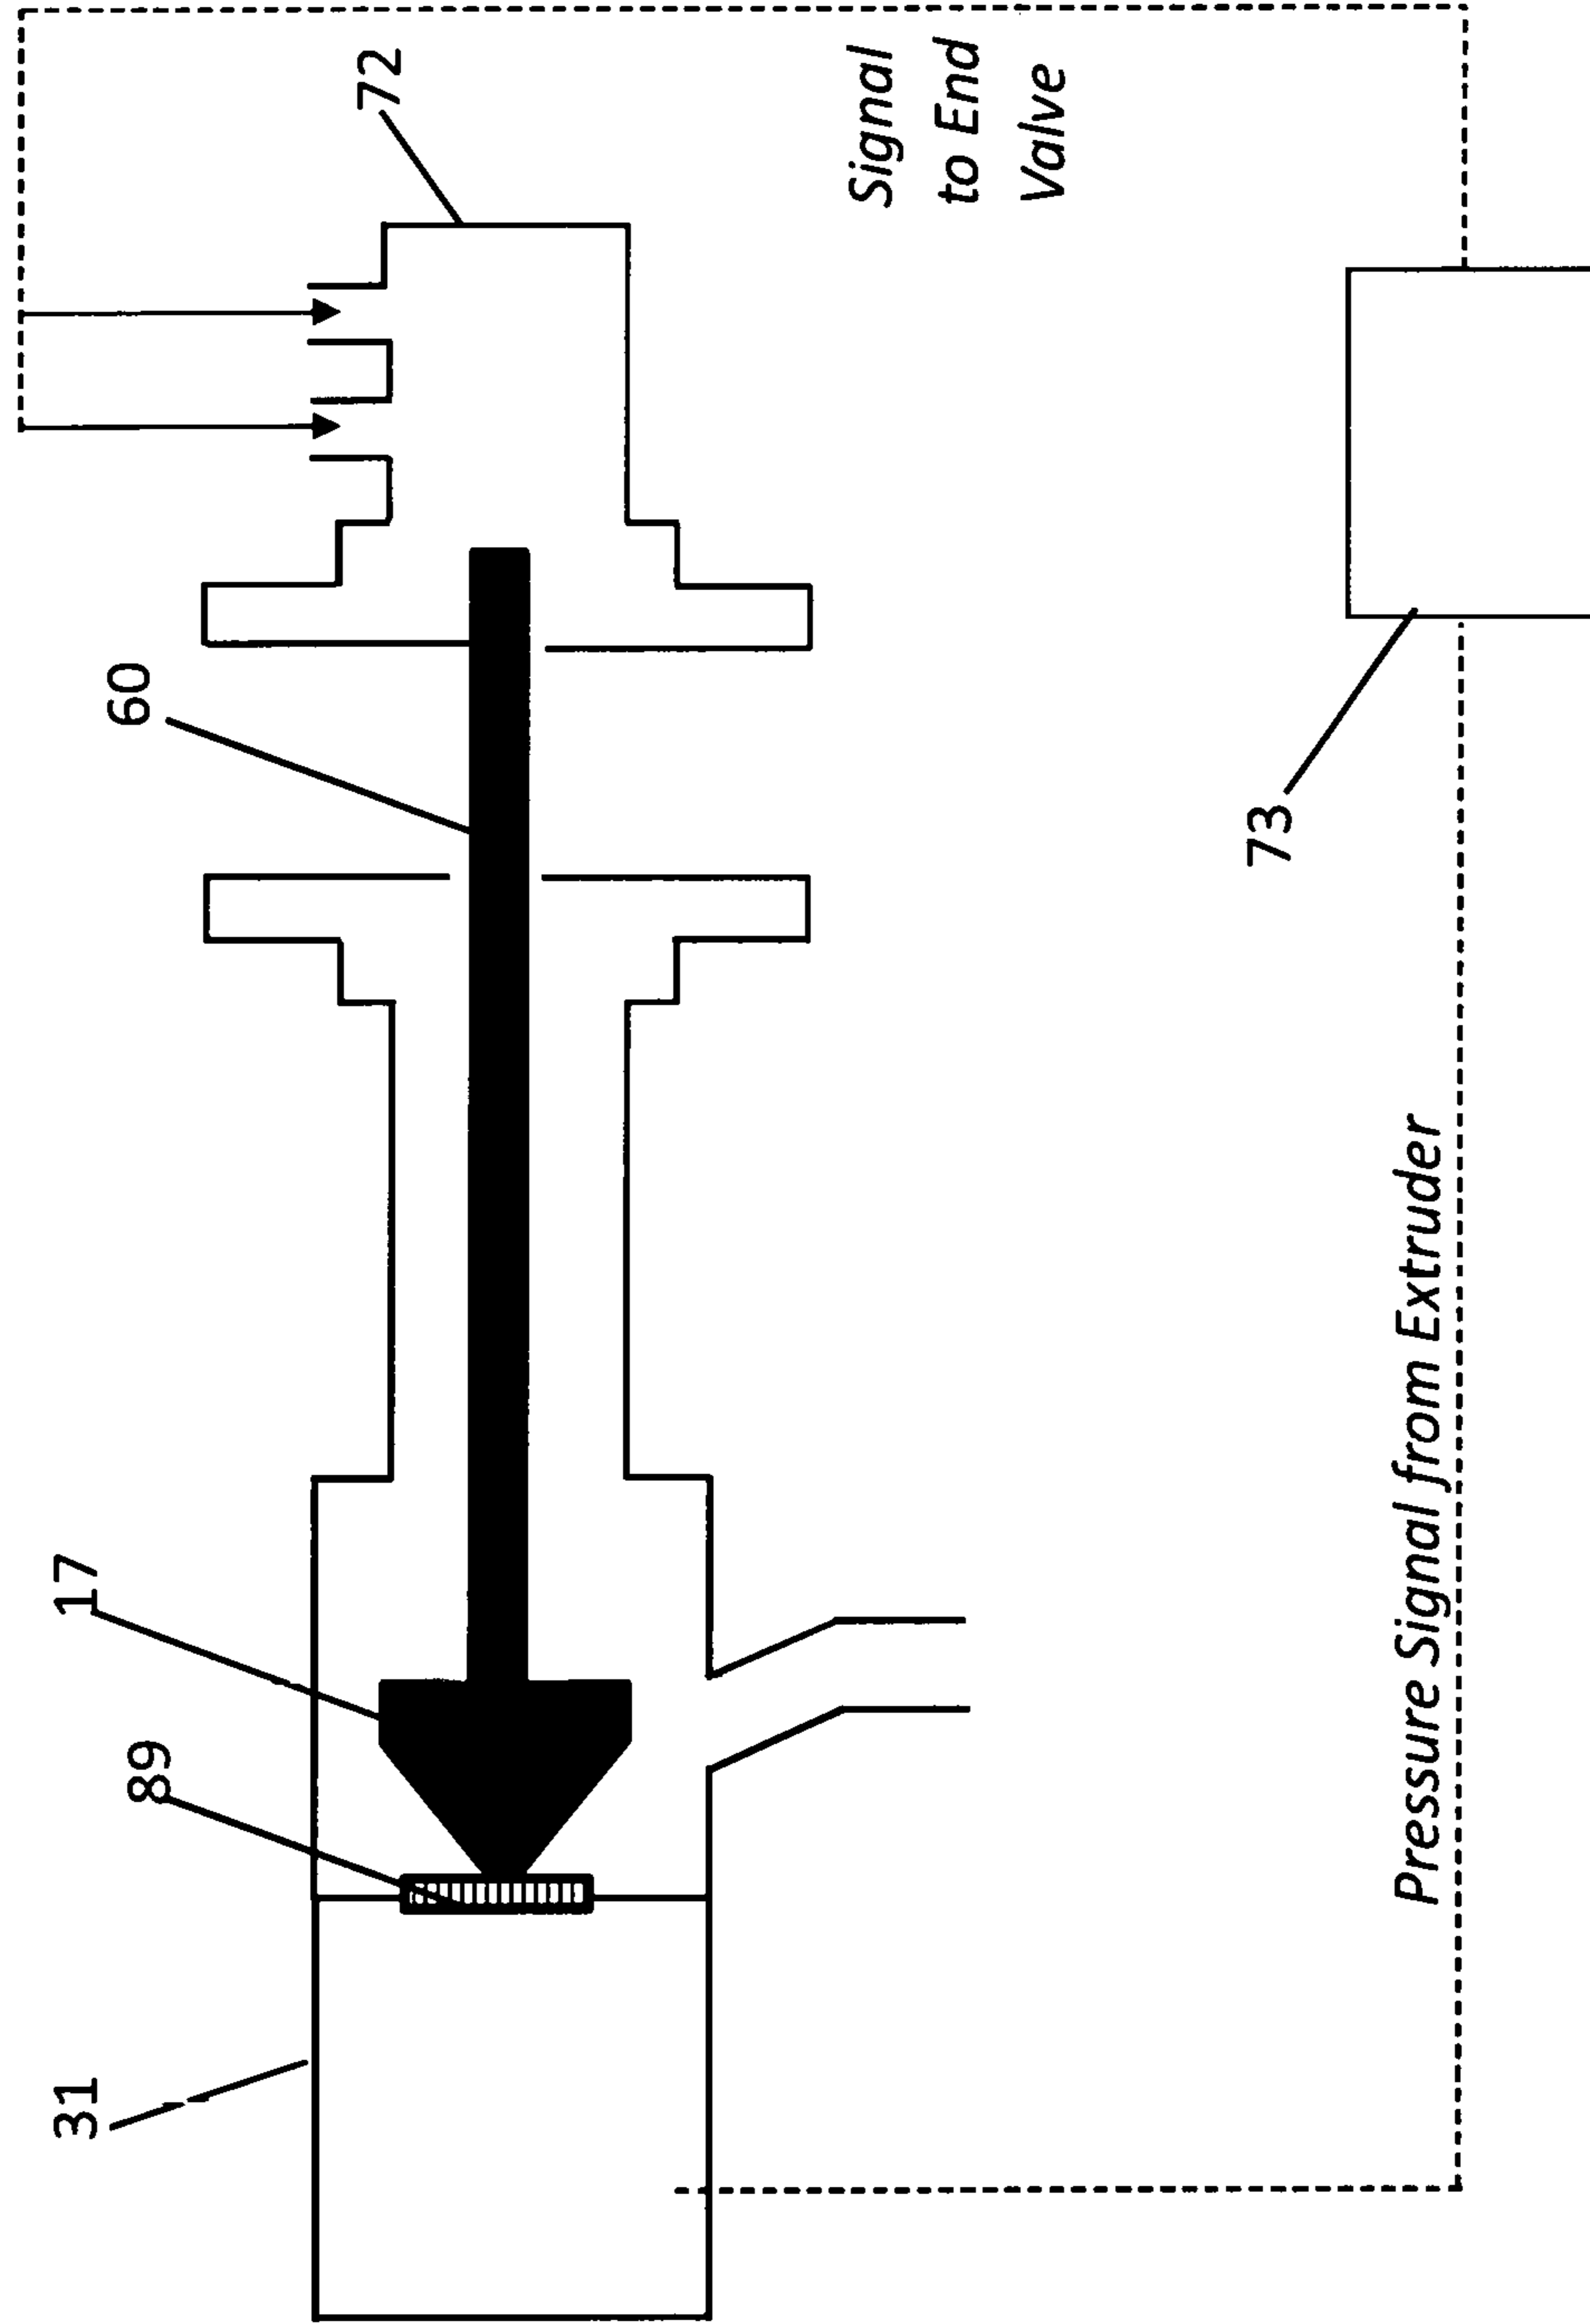 31
89
17
60
72
Signal
to End
Valve
73
Pressure Signal from Extruder